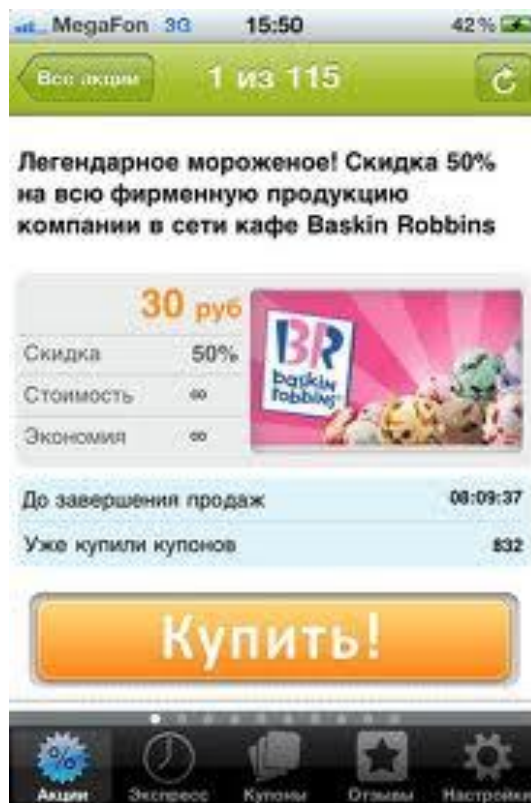 MegaFon 3G 15:50 42%
Все акции 1 из 115
Легендарное мороженое! Скидка 50%
на всю фирменную продукцию
компании в сети кафе Baskin Robbins
30 руб
Скидка 50%
Стоимость ∞
Экономия ∞
BR
baskin
robbins
До завершения продаж 08:09:37
Уже купили купонов 832
Купить!
%
Акции Экспресс Купоны Отзывы Настройки